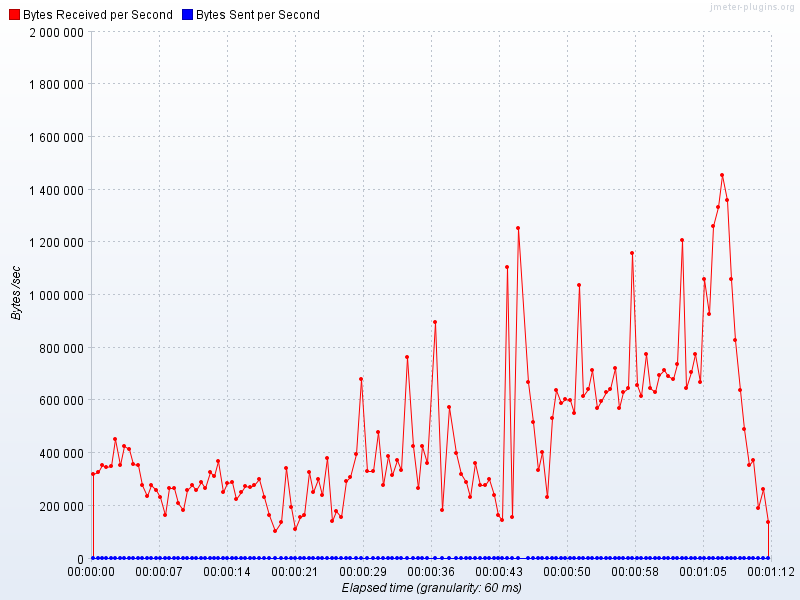 jmeter-plugins.org
Bytes Received per Second Bytes Sent per Second
2 000 000
1 800 000
1 600 000
1 400 000
1 200 000
1 000 000
800 000
600 000
400 000
200 000
0
Bytes /sec
00:00:00 00:00:07 00:00:14 00:00:21 00:00:29 00:00:36 00:00:43 00:00:50 00:00:58 00:01:05 00:01:12
Elapsed time (granularity: 60 ms)